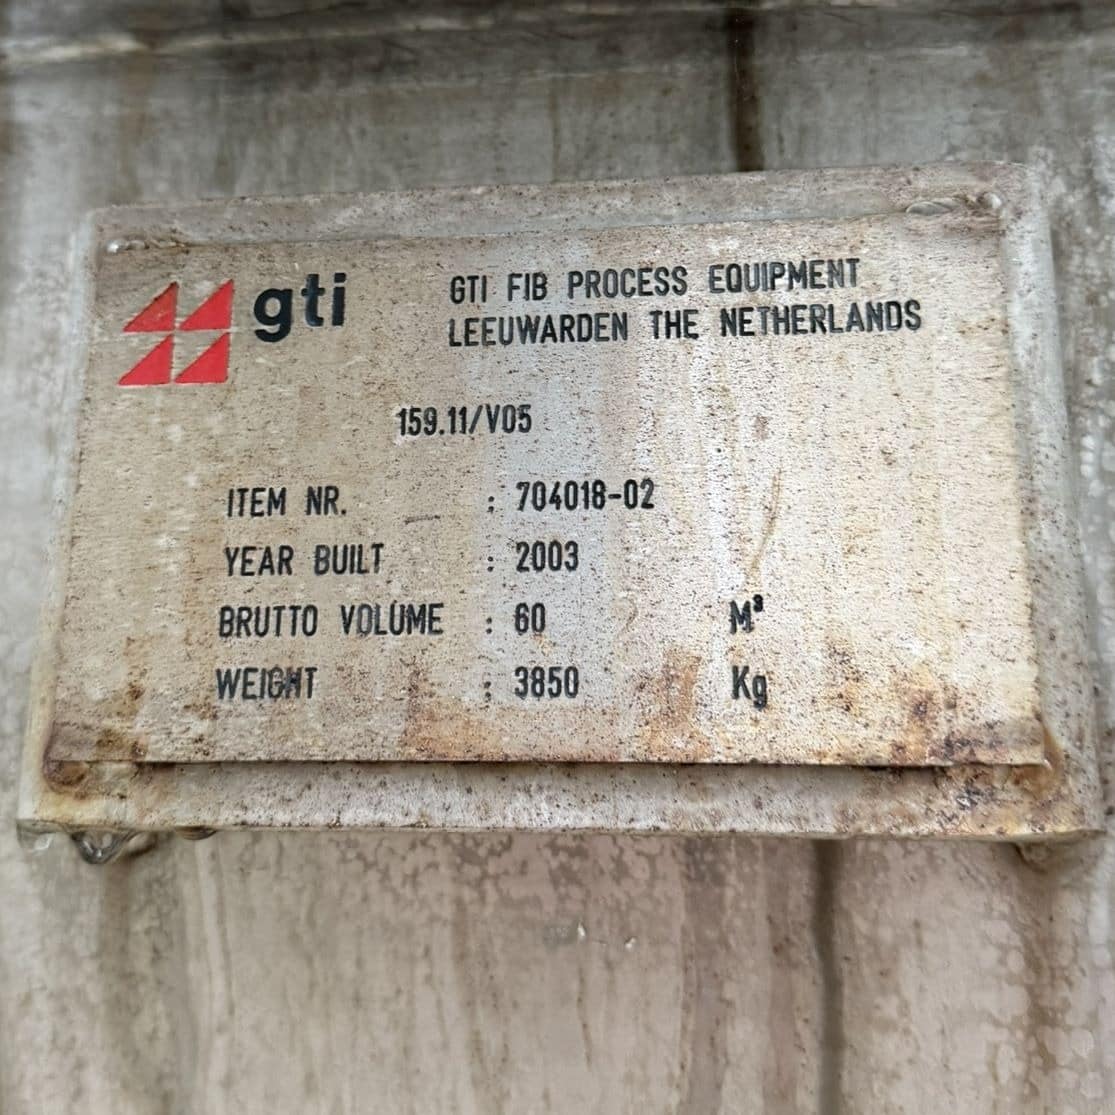 gti
GTI FIB PROCESS EQUIPMENT
LEEUWARDEN THE NETHERLANDS
159.11/V05
ITEM NR. : 704018-02
YEAR BUILT : 2003
BRUTTO VOLUME : 60 M³
WEIGHT : 3850 Kg